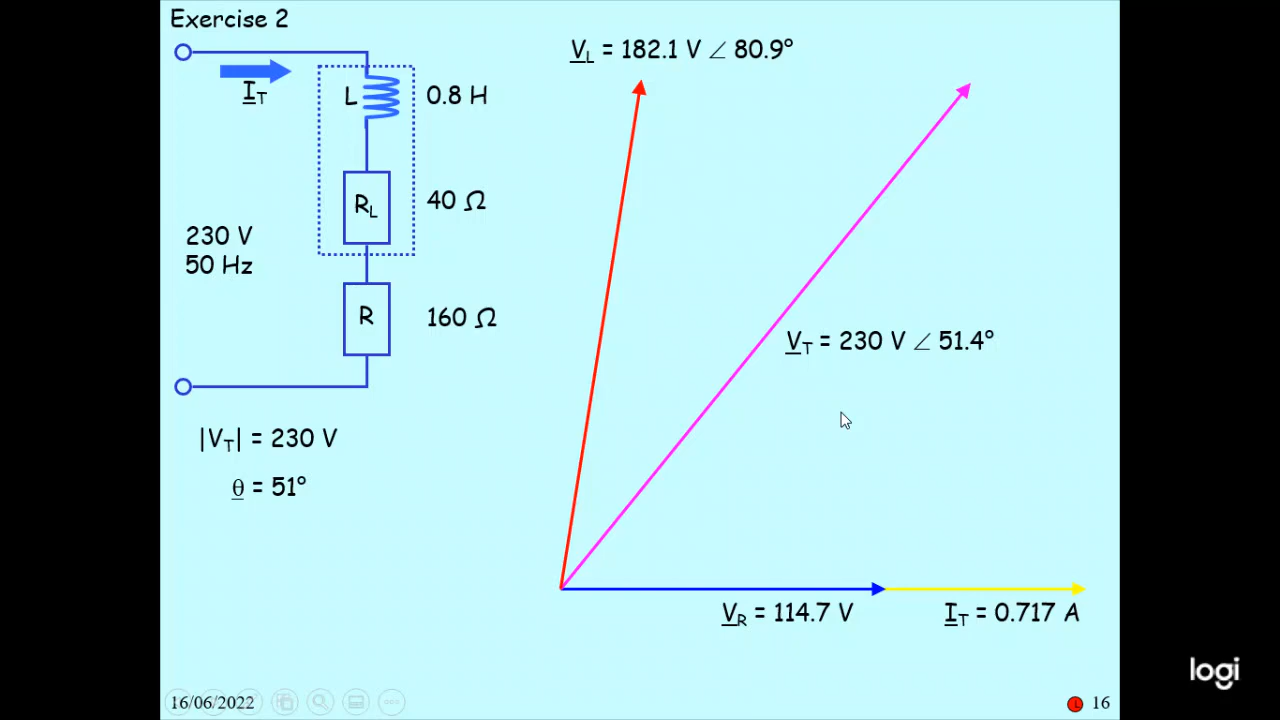 Exercise 2
I_T
L
0.8 H
R_L
40 Ω
230 V
50 Hz
R
160 Ω
|V_T| = 230 V
θ = 51°
V_L = 182.1 V ∠ 80.9°
V_T = 230 V ∠ 51.4°
V_R = 114.7 V
I_T = 0.717 A
logi
16/06/2022
L
16